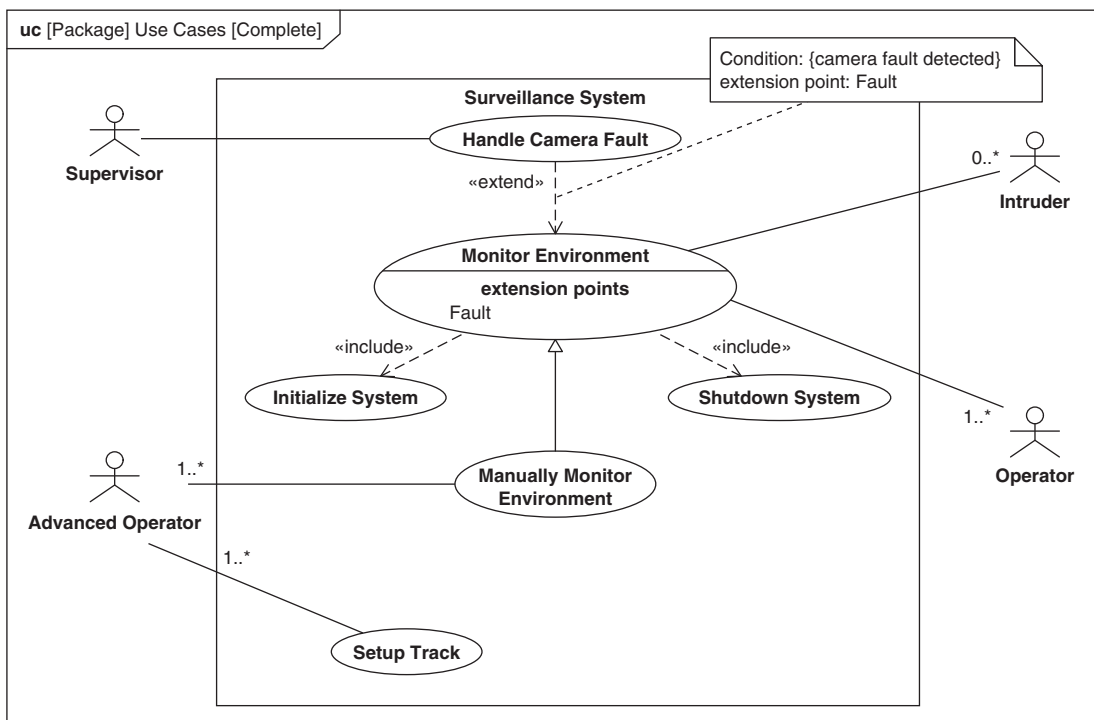 uc [Package] Use Cases [Complete]
Condition: {camera fault detected}
extension point: Fault
Surveillance System
Handle Camera Fault
Supervisor
«extend»
0..*
Intruder
Monitor Environment
extension points
Fault
«include»
«include»
Initialize System
Shutdown System
1..*
Operator
1..*
Manually Monitor
Environment
Advanced Operator
1..*
Setup Track